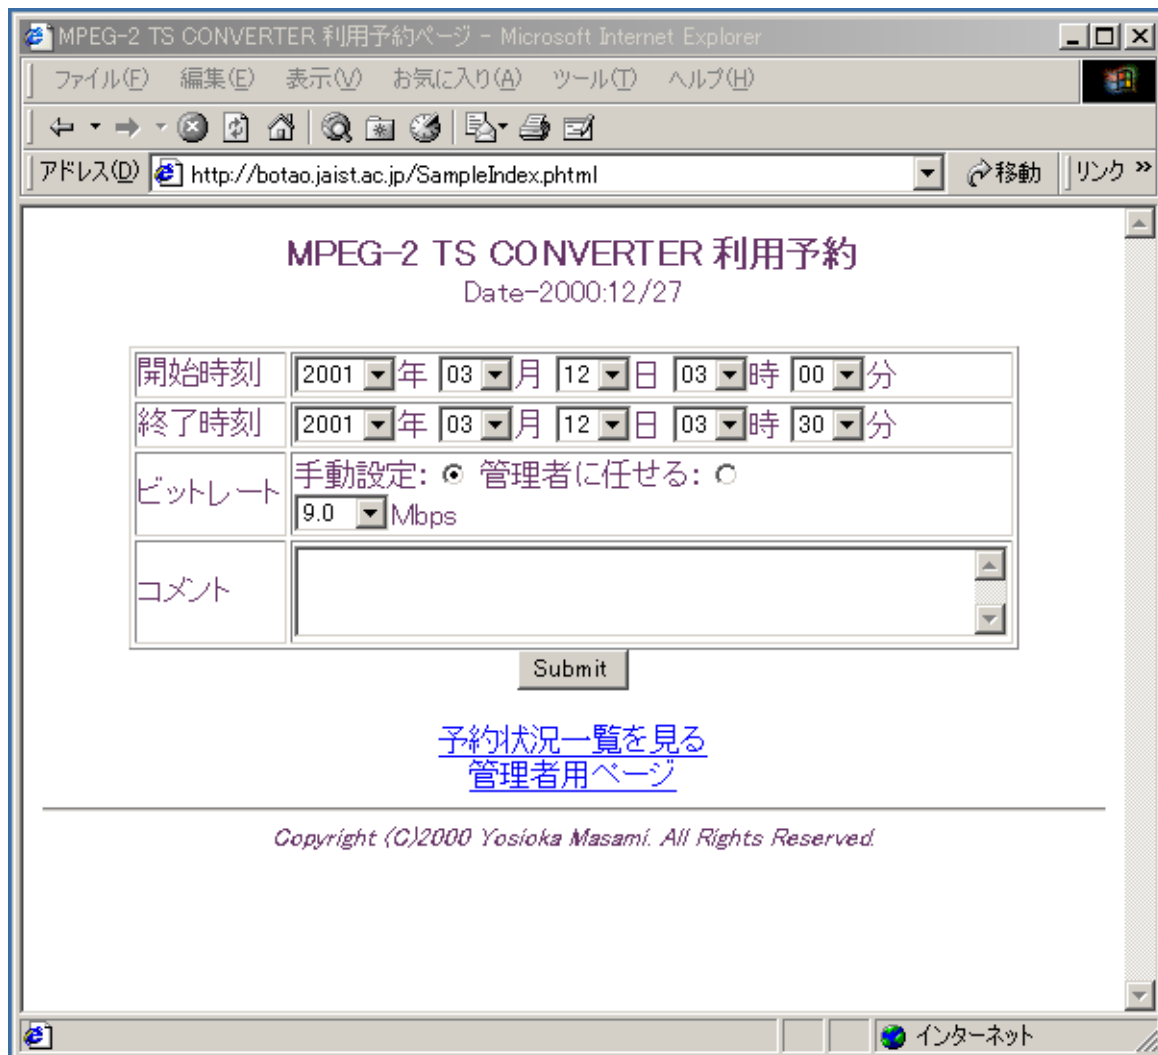 MPEG-2 TS CONVERTER 利用予約ページ - Microsoft Internet Explorer
ファイル(F) 編集(E) 表示(V) お気に入り(A) ツール(T) ヘルプ(H)
アドレス(D) http://botao.jaist.ac.jp/SampleIndex.phtml 移動 リンク »
MPEG-2 TS CONVERTER 利用予約
Date-2000:12/27
開始時刻 2001 年 03 月 12 日 03 時 00 分
終了時刻 2001 年 03 月 12 日 03 時 30 分
ビットレート 手動設定: 管理者に任せる:
9.0 Mbps
コメント
Submit
予約状況一覧を見る
管理者用ページ
Copyright (C)2000 Yosioka Masami. All Rights Reserved.
インターネット